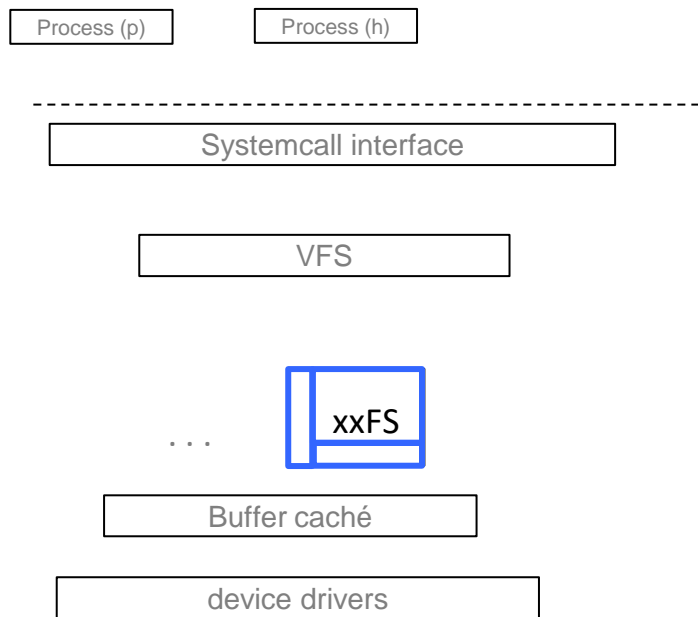 Process (p)
Process (h)
Systemcall interface
VFS
. . .
xxFS
Buffer caché
device drivers